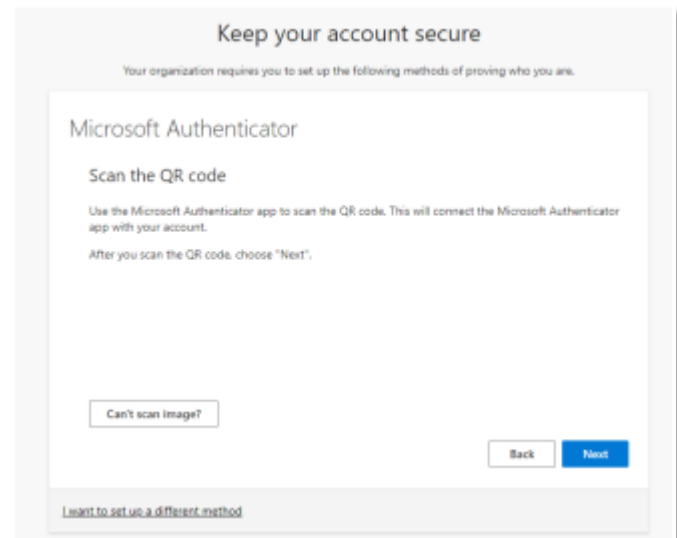 Keep your account secure
Your organization requires you to set up the following methods of proving who you are.
Microsoft Authenticator
Scan the QR code
Use the Microsoft Authenticator app to scan the QR code. This will connect the Microsoft Authenticator
app with your account.
After you scan the QR code, choose "Next".
Can't scan image?
Back
Next
I want to set up a different method